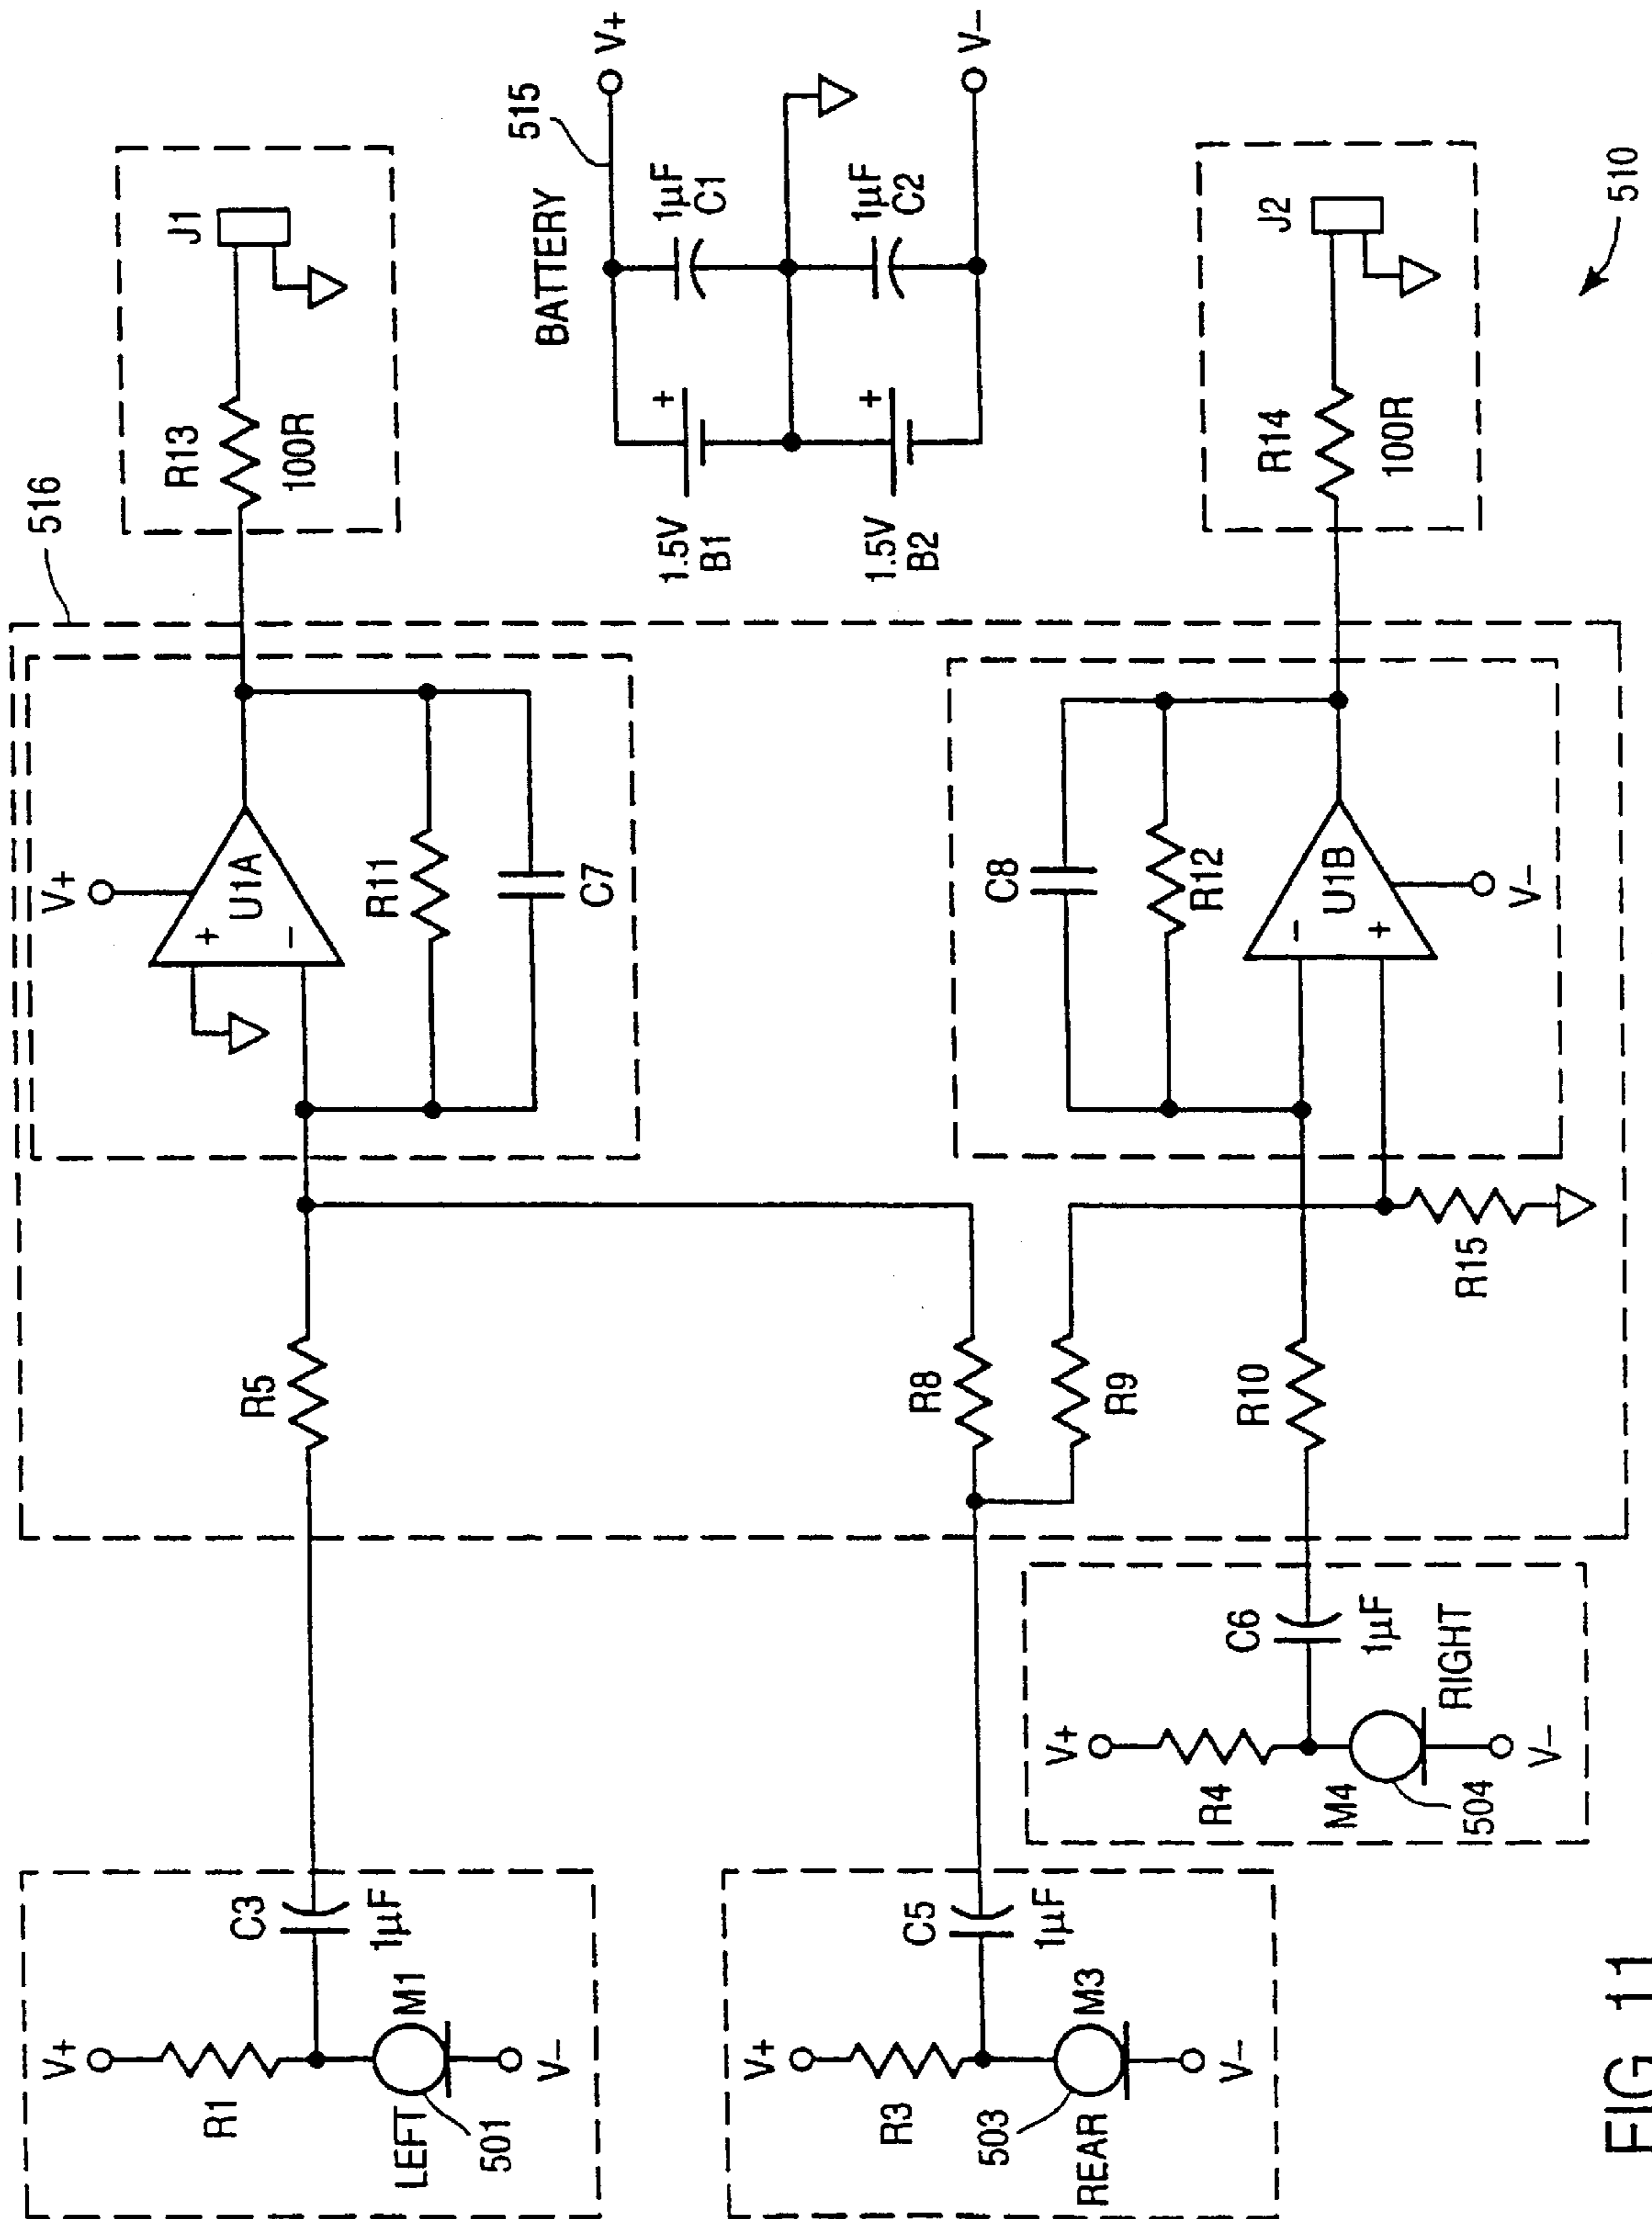 516
V+
+
−
U1A
R11
C7
R13
100R
J1
BATTERY
515
V+
1µF
C1
1µF
C2
V−
1.5V
B1
+
1.5V
B2
+
R5
R8
R9
R10
R15
C8
R12
−
+
U1B
V−
R14
100R
J2
510
V+
R1
C3
1µF
LEFT
M1
501
V−
V+
R3
C5
1µF
503
M3
REAR
V−
V+
R4
C6
1µF
M4
RIGHT
504
V−
FIG 11